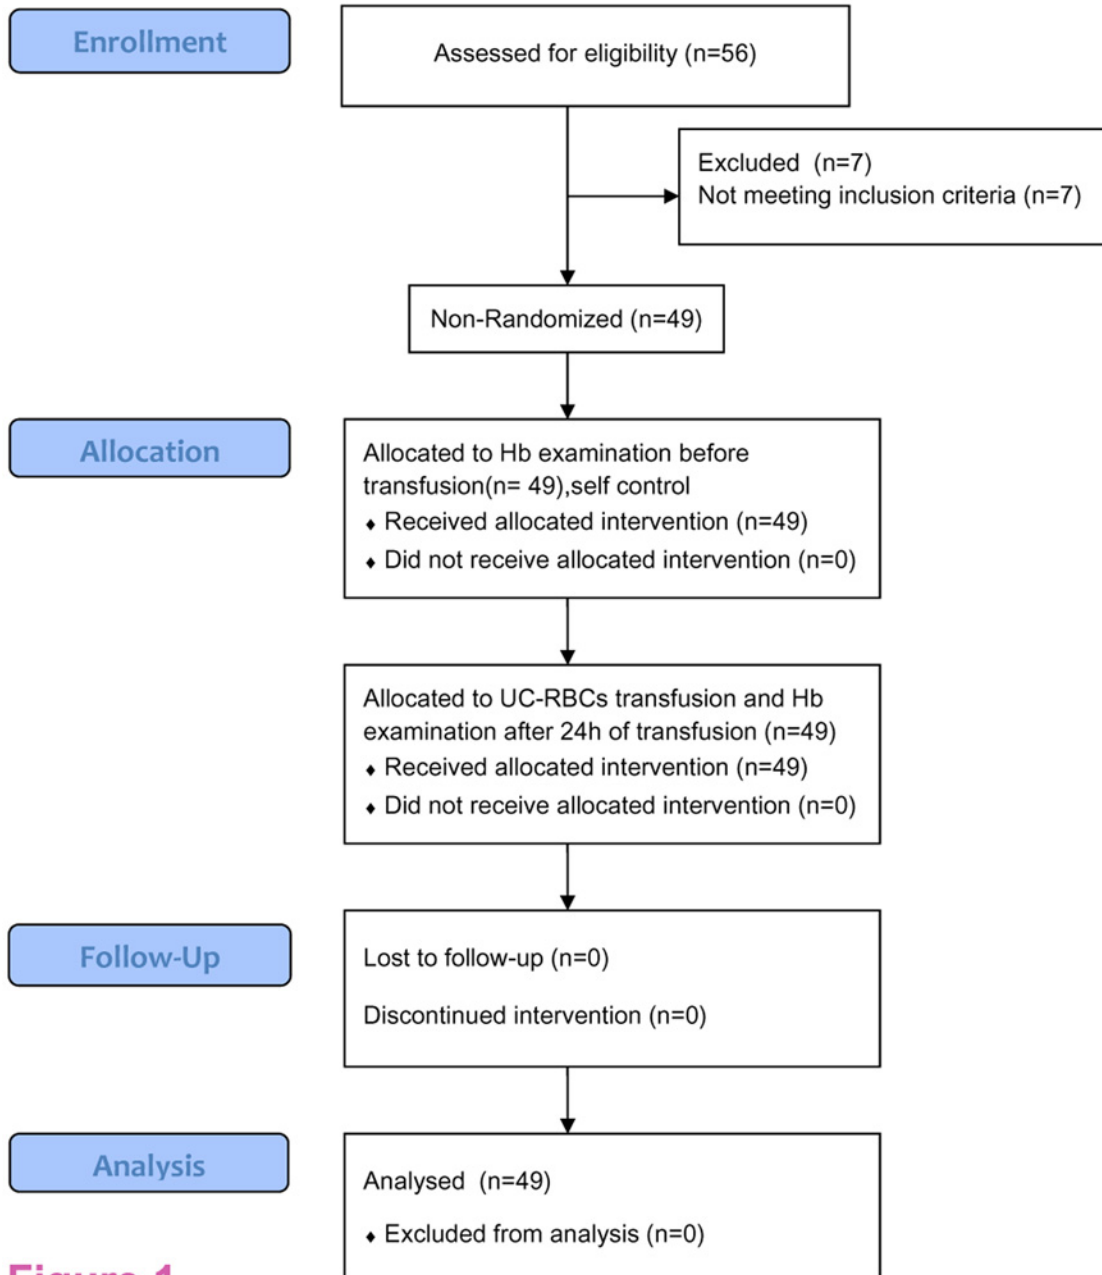 Enrollment
Assessed for eligibility (n=56)
Excluded  (n=7)
Not meeting inclusion criteria (n=7)
Non-Randomized (n=49)
Allocation
Allocated to Hb examination before
transfusion(n= 49),self control
♦ Received allocated intervention (n=49)
♦ Did not receive allocated intervention (n=0)
Allocated to UC-RBCs transfusion and Hb
examination after 24h of transfusion (n=49)
♦ Received allocated intervention (n=49)
♦ Did not receive allocated intervention (n=0)
Follow-Up
Lost to follow-up (n=0)
Discontinued intervention (n=0)
Analysis
Analysed  (n=49)
♦ Excluded from analysis (n=0)
Figure 1